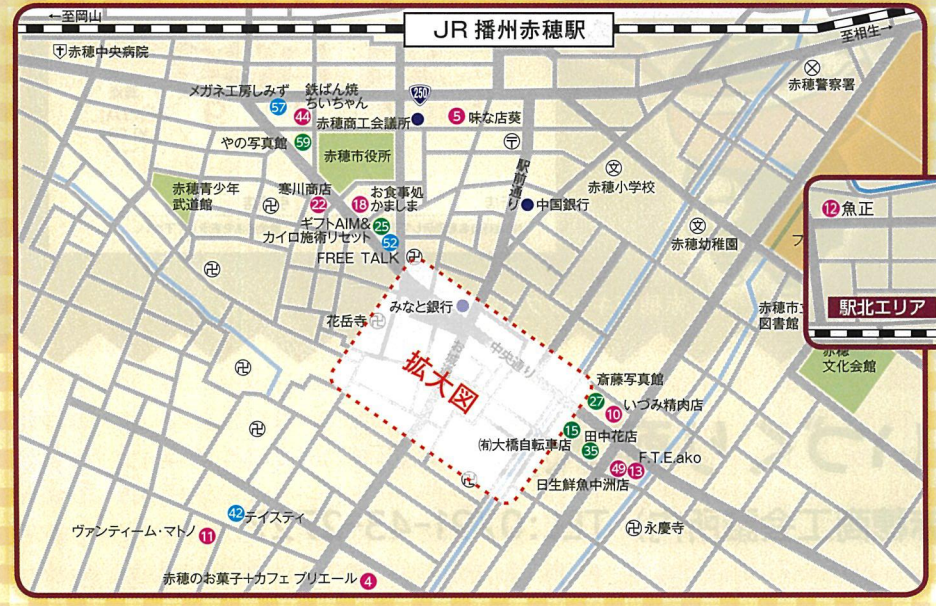 ←至岡山
JR 播州赤穂駅
至相生→
赤穂中央病院
赤穂警察署
メガネ工房しみず
57
鉄ぱん焼
ちいちゃん
44
250
赤穂商工会議所
5 味な店葵
やの写真館 59
赤穂市役所
〒
駅前通り
赤穂小学校
文
赤穂青少年
武道館
寒川商店
22
お食事処
かましま
18
中国銀行
12 魚正
ギフトAIM&
カイロ施術リセット
25
52
FREE TALK
文
赤穂幼稚園
フ
みなと銀行
花岳寺
中央通り
拡大図
赤穂市立
図書館
駅北エリア
赤穂
文化会館
斎藤写真館
27
いづみ精肉店
10
15
㈲大橋自転車店
田中花店
35
F.T.E.ako
49 13
日生鮮魚中洲店
42 テイスティ
ヴァンティーム・マトノ 11
永慶寺
赤穂のお菓子+カフェ プリエール 4